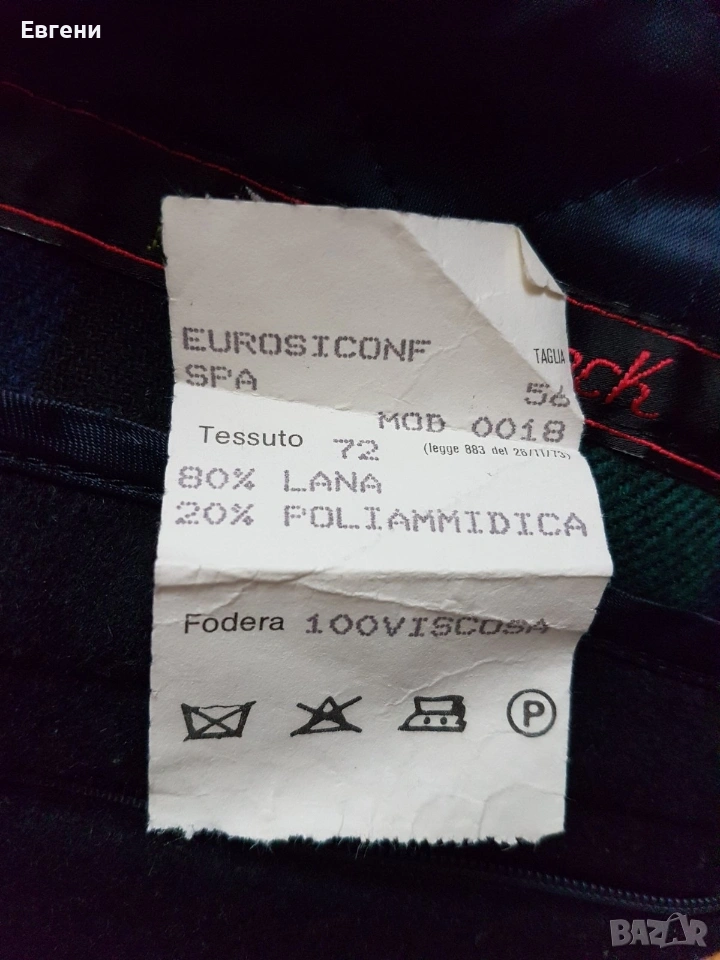 Евгени
EUROSICONF
TAGLIA
SPA
56
MOD 0018
Tessuto 72
(legge 883 del 26/11/73)
80% LANA
20% POLIAMMIDICA
Fodera 100VISCOSA
P
BAZAR